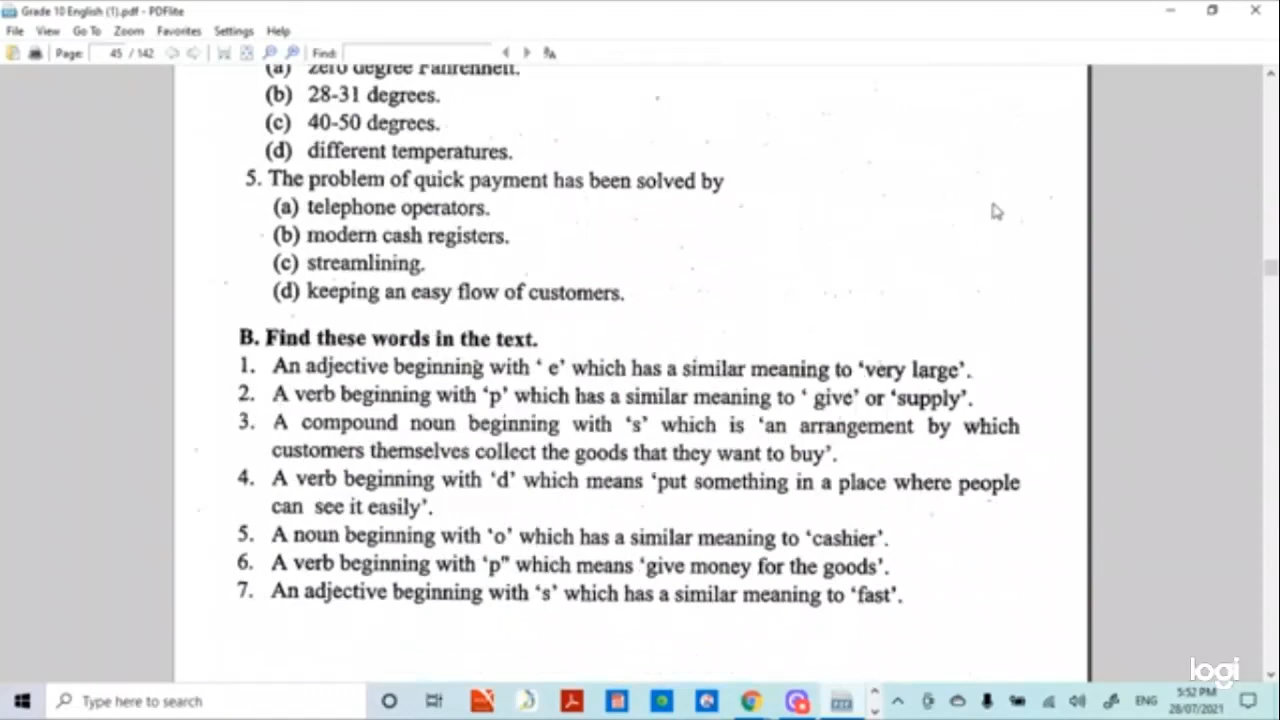 Grade 10 English (1).pdf - PDFlite
File View Go To Zoom Favorites Settings Help
Page: 45 / 142 Find:
(a) zero degree Fahrenheit.
(b) 28-31 degrees.
(c) 40-50 degrees.
(d) different temperatures.
5. The problem of quick payment has been solved by
(a) telephone operators.
(b) modern cash registers.
(c) streamlining.
(d) keeping an easy flow of customers.
B. Find these words in the text.
1. An adjective beginning with ‘ e’ which has a similar meaning to ‘very large’.
2. A verb beginning with ‘p’ which has a similar meaning to ‘ give’ or ‘supply’.
3. A compound noun beginning with ‘s’ which is ‘an arrangement by which
customers themselves collect the goods that they want to buy’.
4. A verb beginning with ‘d’ which means ‘put something in a place where people
can see it easily’.
5. A noun beginning with ‘o’ which has a similar meaning to ‘cashier’.
6. A verb beginning with ‘p" which means ‘give money for the goods’.
7. An adjective beginning with ‘s’ which has a similar meaning to ‘fast’.
logi
Type here to search
ENG
5:52 PM
28/07/2021